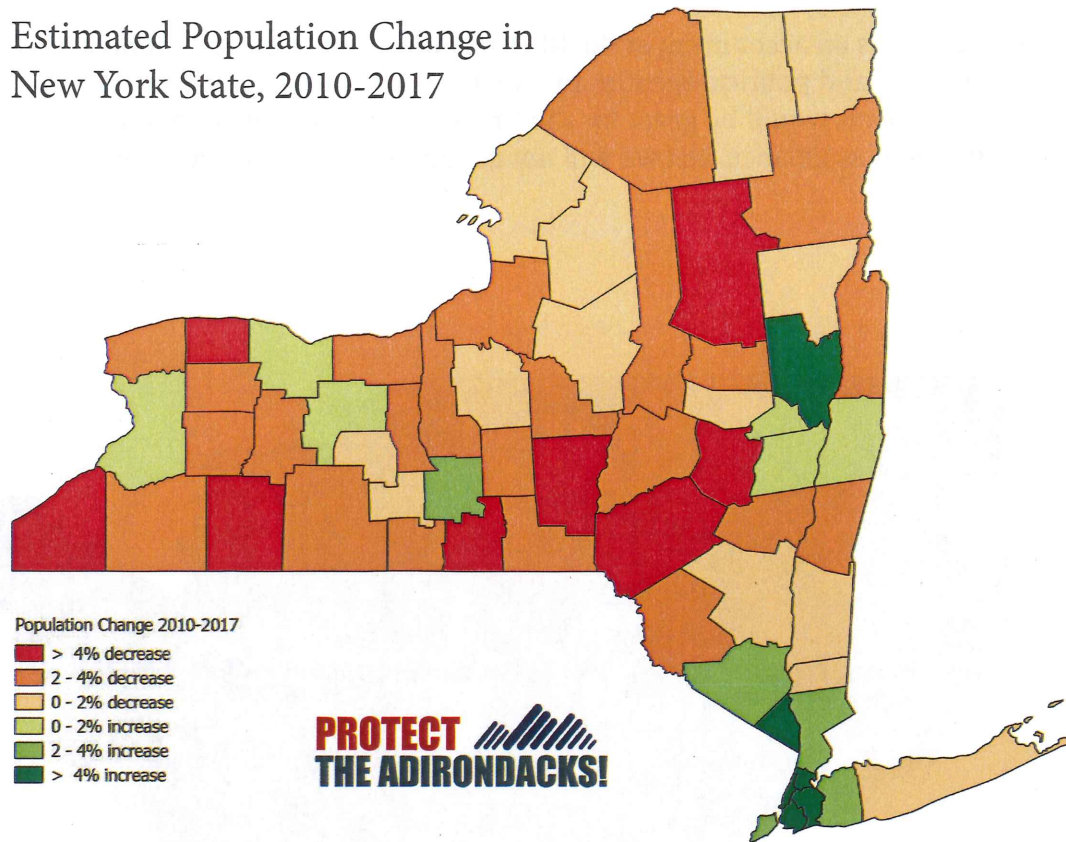 Estimated Population Change in
New York State, 2010-2017
Population Change 2010-2017
> 4% decrease
2 - 4% decrease
0 - 2% decrease
0 - 2% increase
2 - 4% increase
> 4% increase
PROTECT
THE ADIRONDACKS!